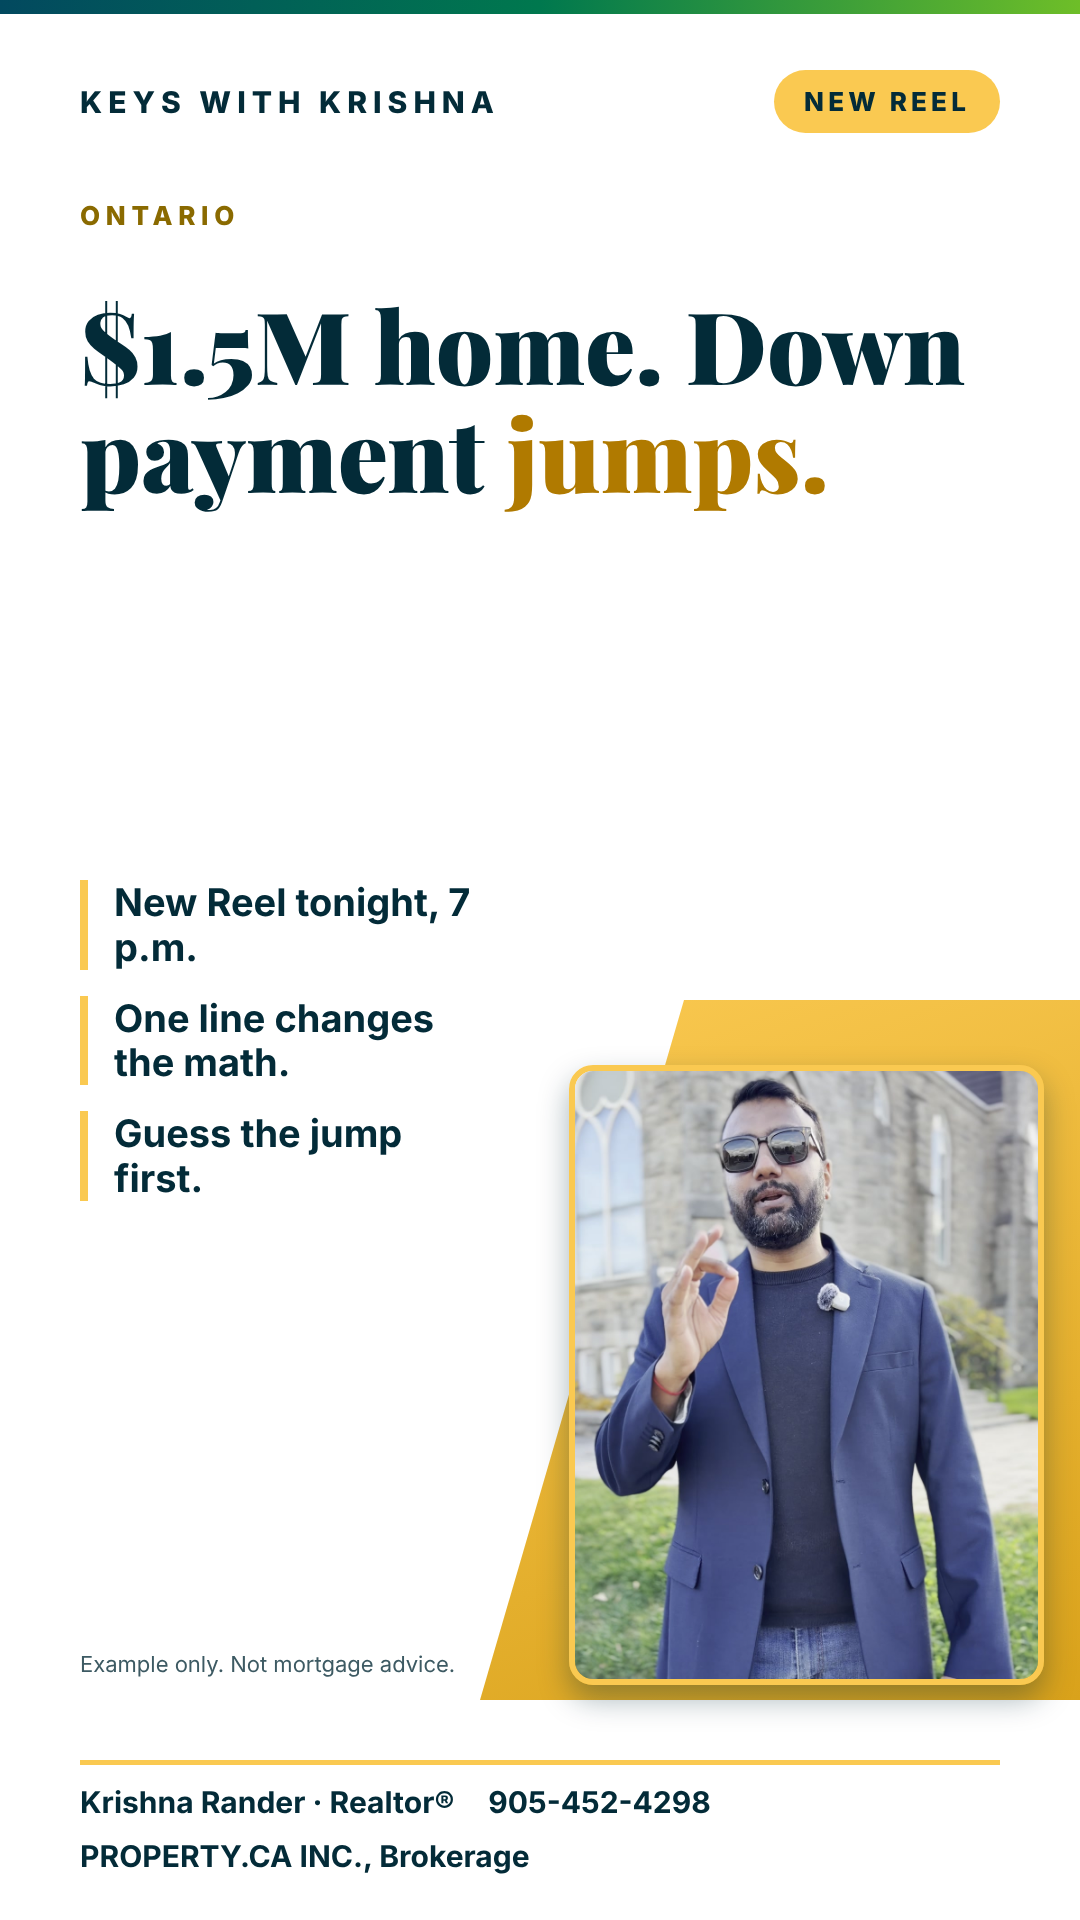 KEYS WITH KRISHNA
NEW REEL
ONTARIO
$1.5M home. Down
payment jumps.
New Reel tonight, 7
p.m.
One line changes
the math.
Guess the jump
first.
Example only. Not mortgage advice.
Krishna Rander · Realtor® 905-452-4298
PROPERTY.CA INC., Brokerage